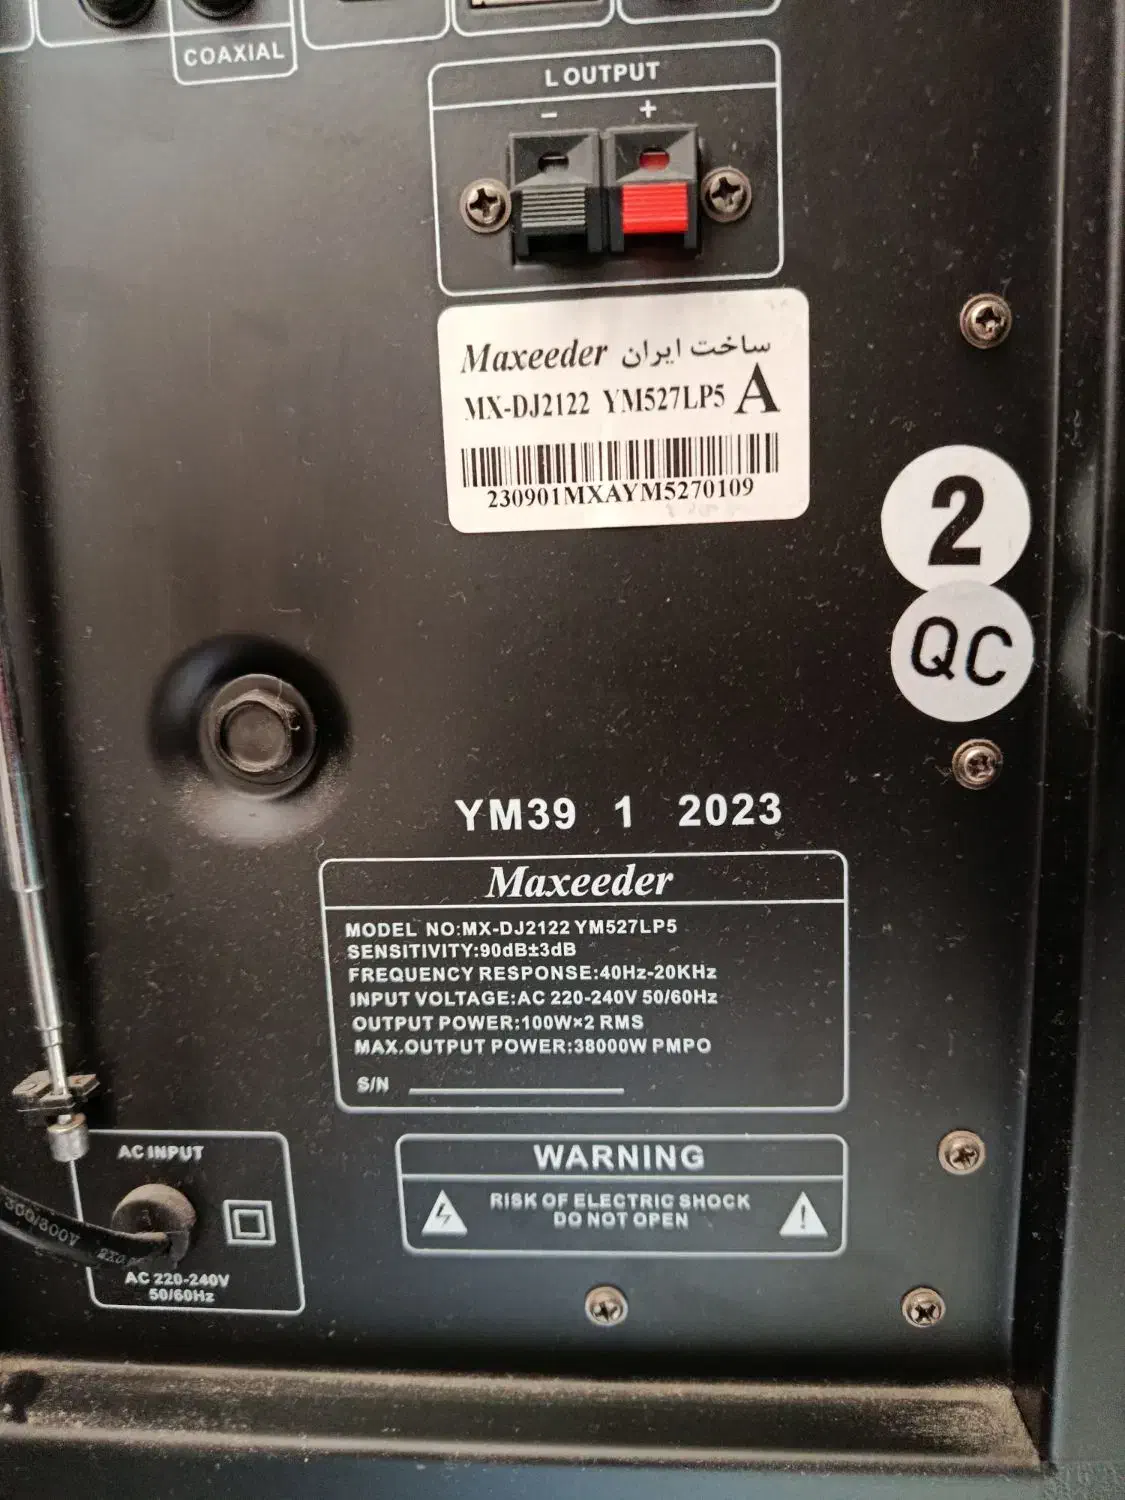 COAXIAL
L OUTPUT
- +
Maxeeder ساخت ایران
MX-DJ2122 YM527LP5 A
230901MXAYM5270109
2
QC
YM39 1 2023
Maxeeder
MODEL NO:MX-DJ2122 YM527LP5
SENSITIVITY:90dB±3dB
FREQUENCY RESPONSE:40Hz-20KHz
INPUT VOLTAGE:AC 220-240V 50/60Hz
OUTPUT POWER:100W×2 RMS
MAX.OUTPUT POWER:38000W PMPO
S/N
AC INPUT
300/300V
AC 220-240V
50/60Hz
WARNING
RISK OF ELECTRIC SHOCK
DO NOT OPEN